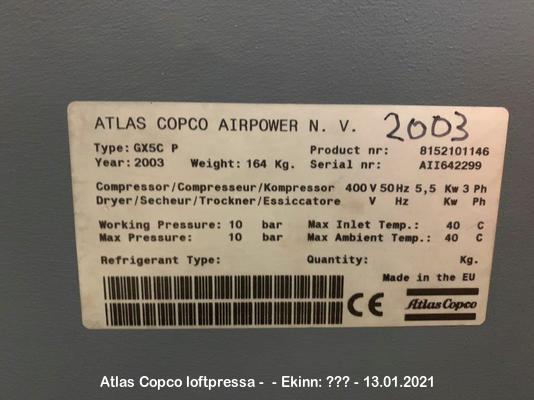 ATLAS COPCO AIRPOWER N. V. 2003
Type: GX5C P Product nr: 8152101146
Year: 2003 Weight: 164 Kg. Serial nr: AII642299
Compressor/Compresseur/Kompressor 400 V 50 Hz 5,5 Kw 3 Ph
Dryer/Secheur/Trockner/Essiccatore V Hz Kw Ph
Working Pressure: 10 bar Max Inlet Temp.: 40 C
Max Pressure: 10 bar Max Ambient Temp.: 40 C
Refrigerant Type: Quantity: Kg.
Made in the EU
CE Atlas Copco
Atlas Copco loftpressa - - Ekinn: ??? - 13.01.2021